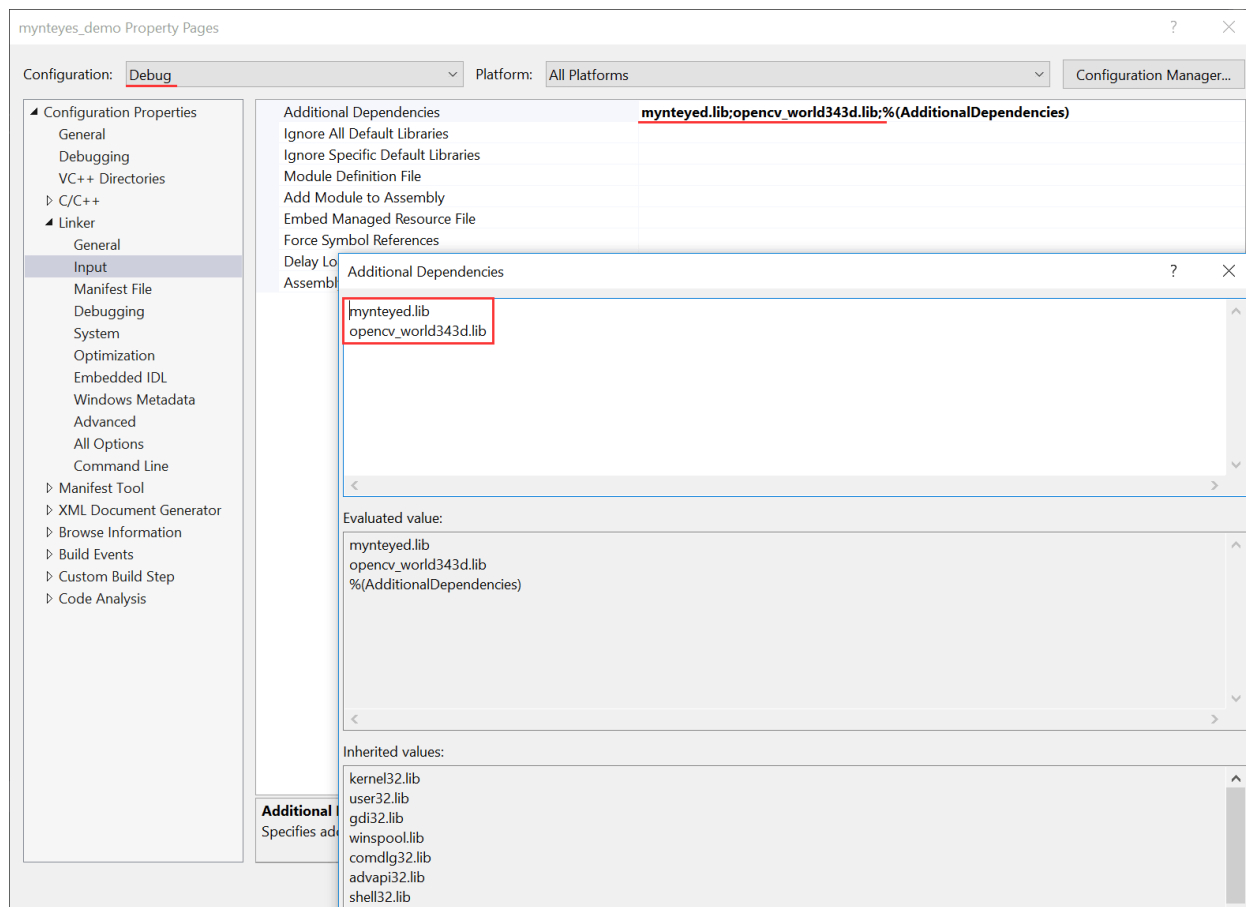 mynteyes_demo Property Pages
Configuration: Debug Platform: All Platforms Configuration Manager...
Configuration Properties
General
Debugging
VC++ Directories
C/C++
Linker
General
Input
Manifest File
Debugging
System
Optimization
Embedded IDL
Windows Metadata
Advanced
All Options
Command Line
Manifest Tool
XML Document Generator
Browse Information
Build Events
Custom Build Step
Code Analysis
Additional Dependencies mynteyed.lib;opencv_world343d.lib;%(AdditionalDependencies)
Ignore All Default Libraries
Ignore Specific Default Libraries
Module Definition File
Add Module to Assembly
Embed Managed Resource File
Force Symbol References
Delay Lo
Assembl
Additional Dependencies ?
mynteyed.lib
opencv_world343d.lib
Evaluated value:
mynteyed.lib
opencv_world343d.lib
%(AdditionalDependencies)
Inherited values:
kernel32.lib
user32.lib
gdi32.lib
winspool.lib
comdlg32.lib
advapi32.lib
shell32.lib
Additional
Specifies add